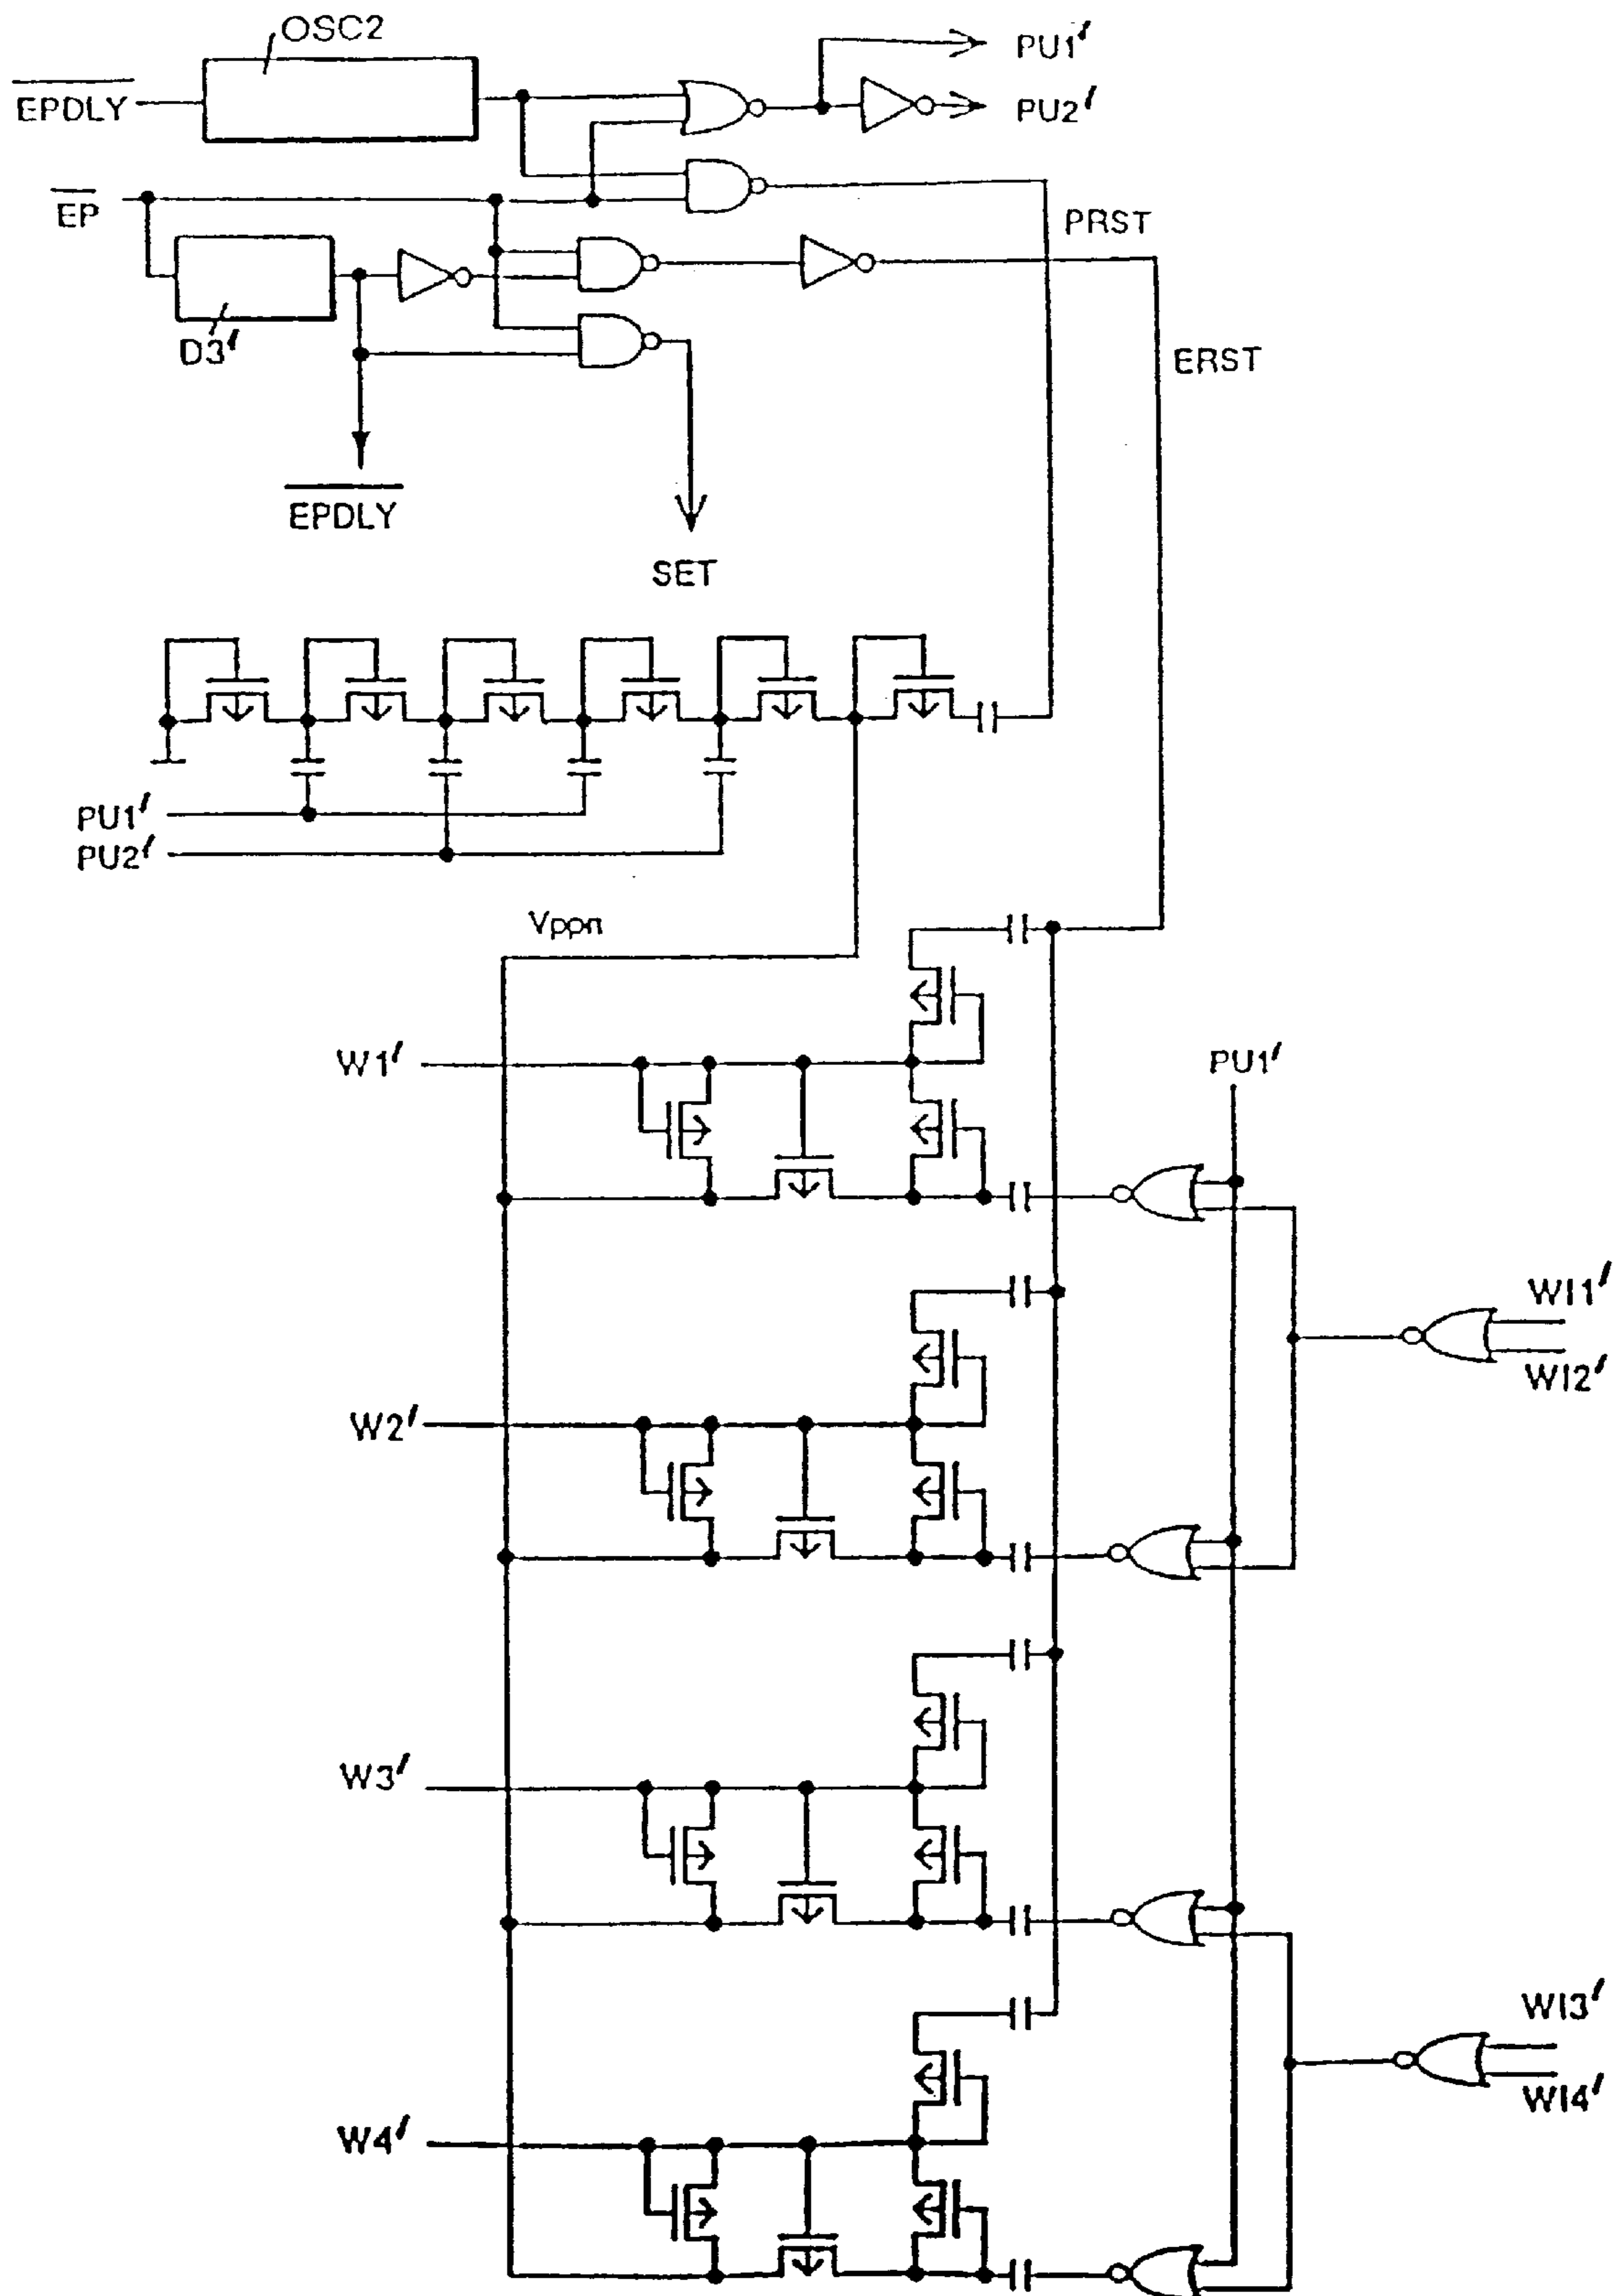 OSC2
PU1′
EPDLY
PU2′
EP
PRST
D3′
ERST
EPDLY
SET
PU1′
PU2′
Vppn
W1′
PU1′
WI1′
WI2′
W2′
W3′
WI3′
WI4′
W4′